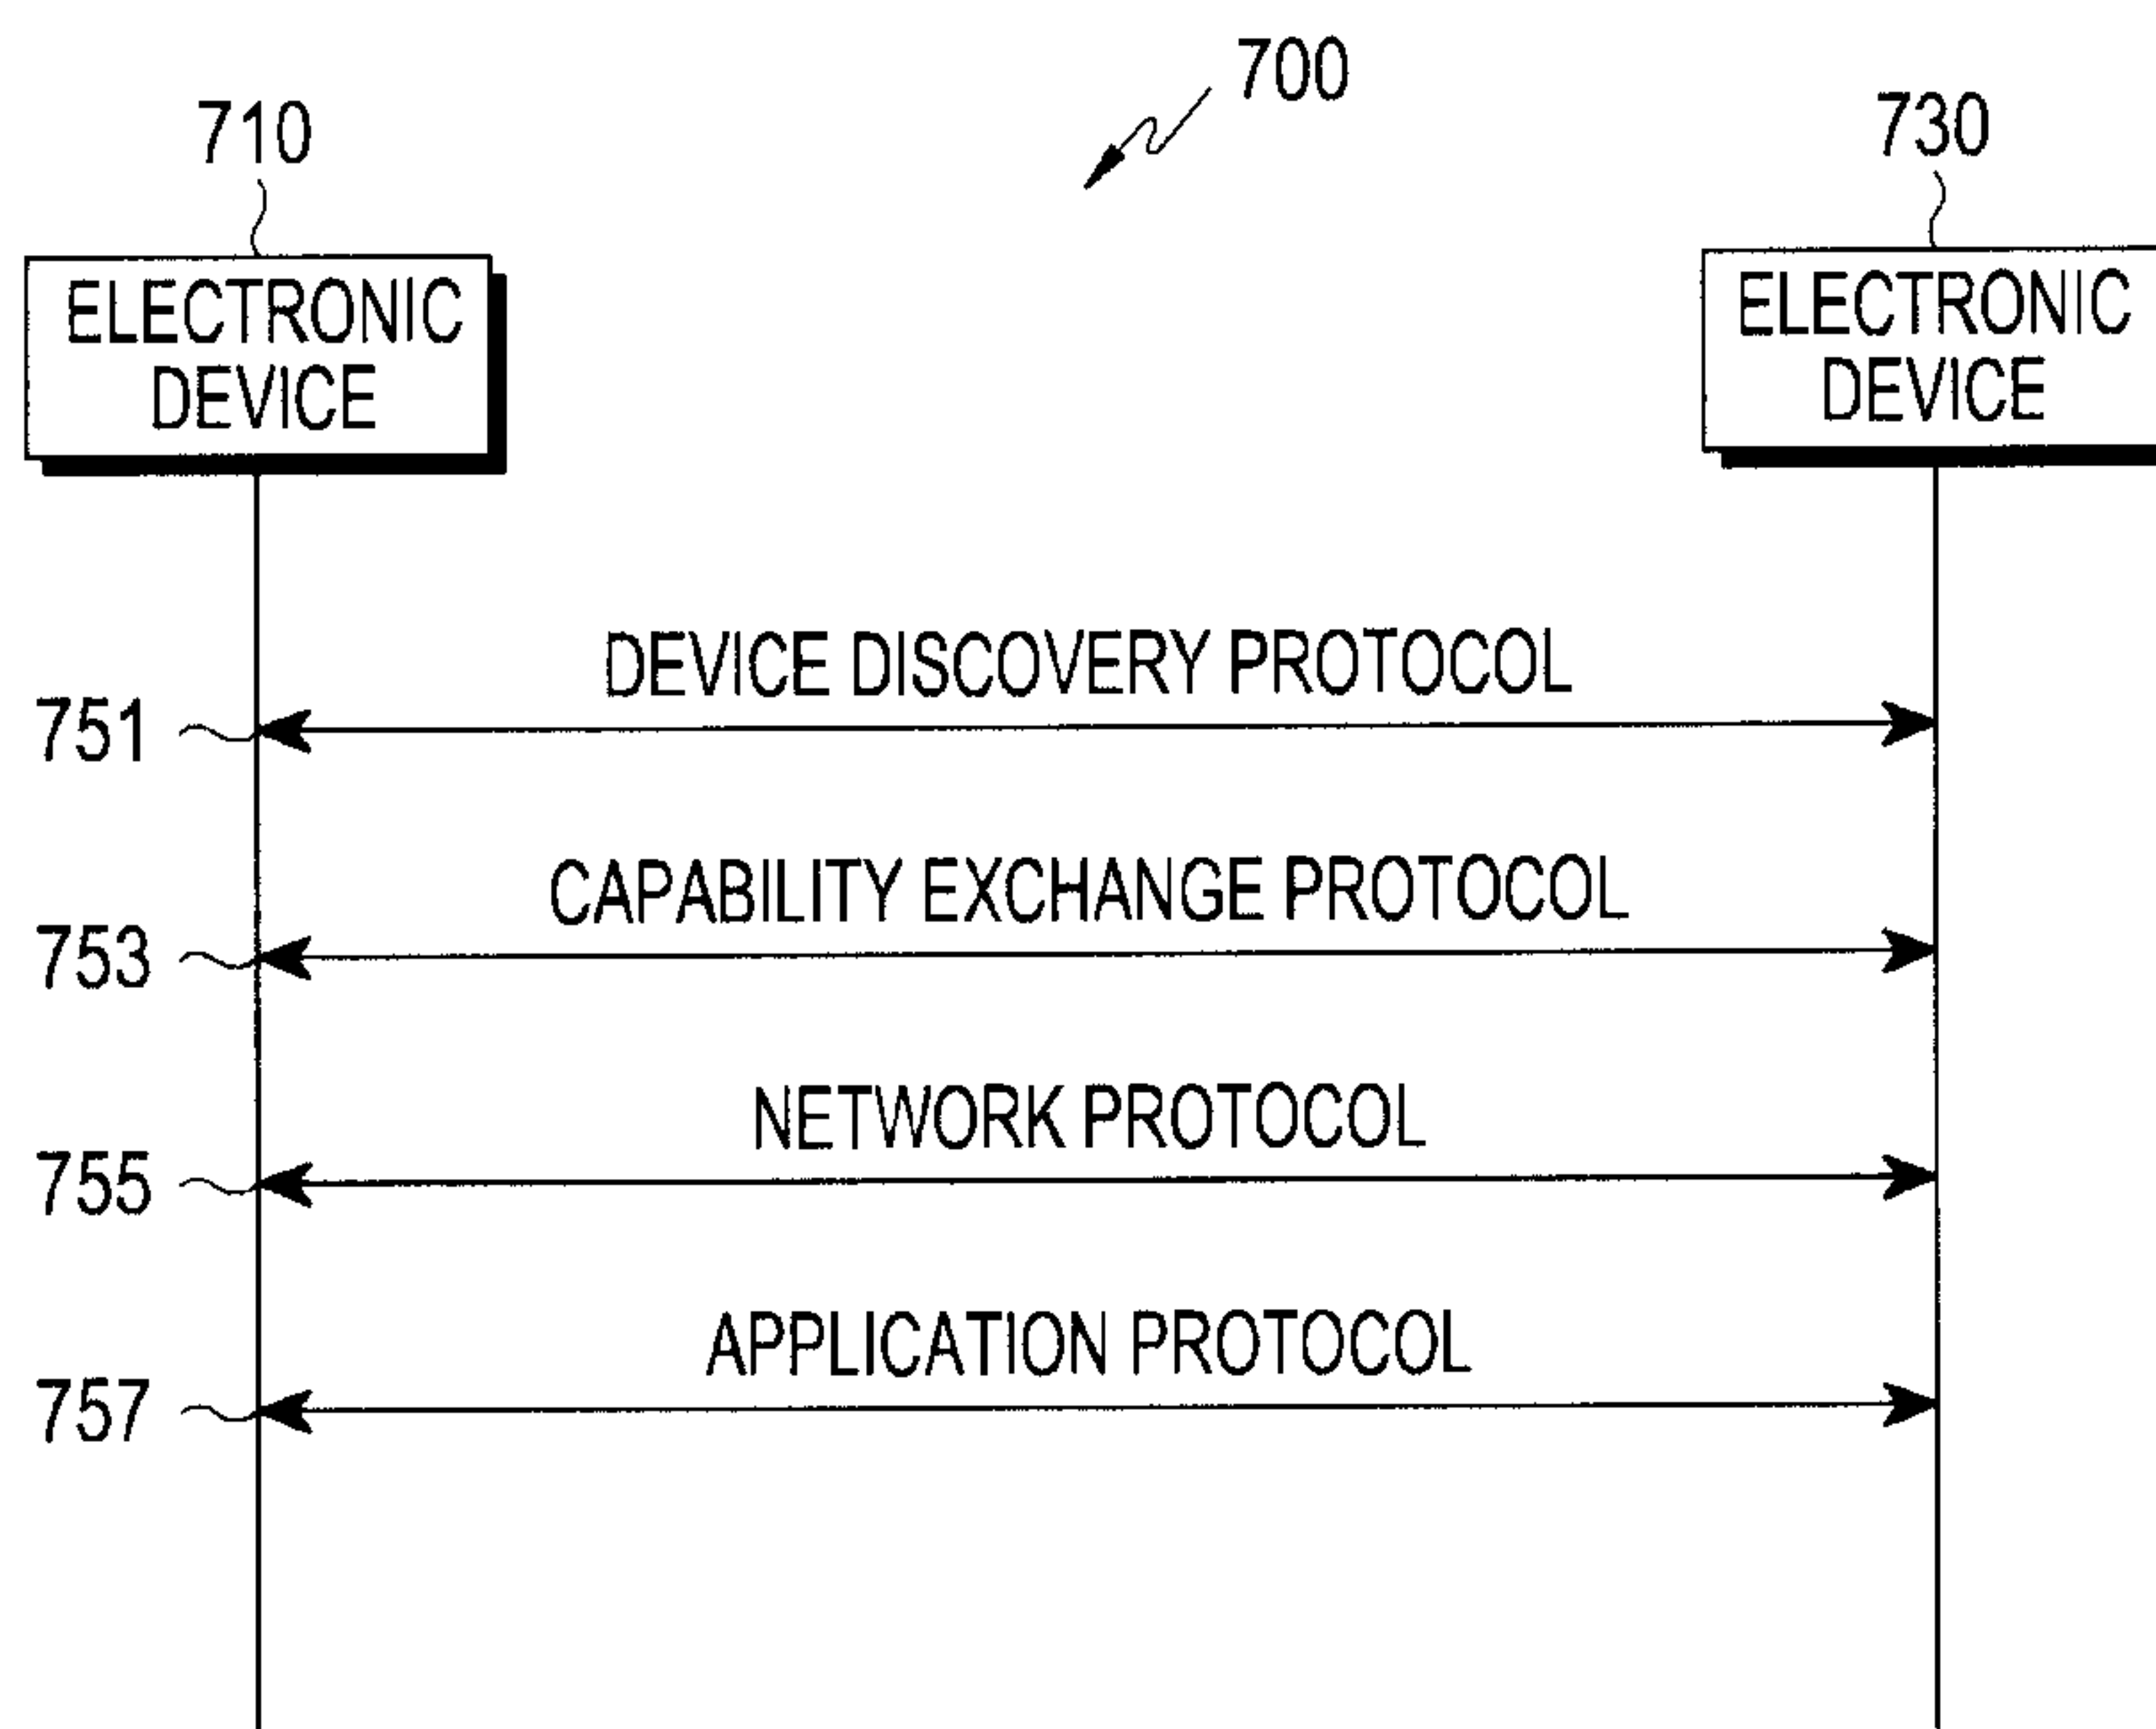 700
710
730
ELECTRONIC
DEVICE
ELECTRONIC
DEVICE
DEVICE DISCOVERY PROTOCOL
751
CAPABILITY EXCHANGE PROTOCOL
753
NETWORK PROTOCOL
755
APPLICATION PROTOCOL
757